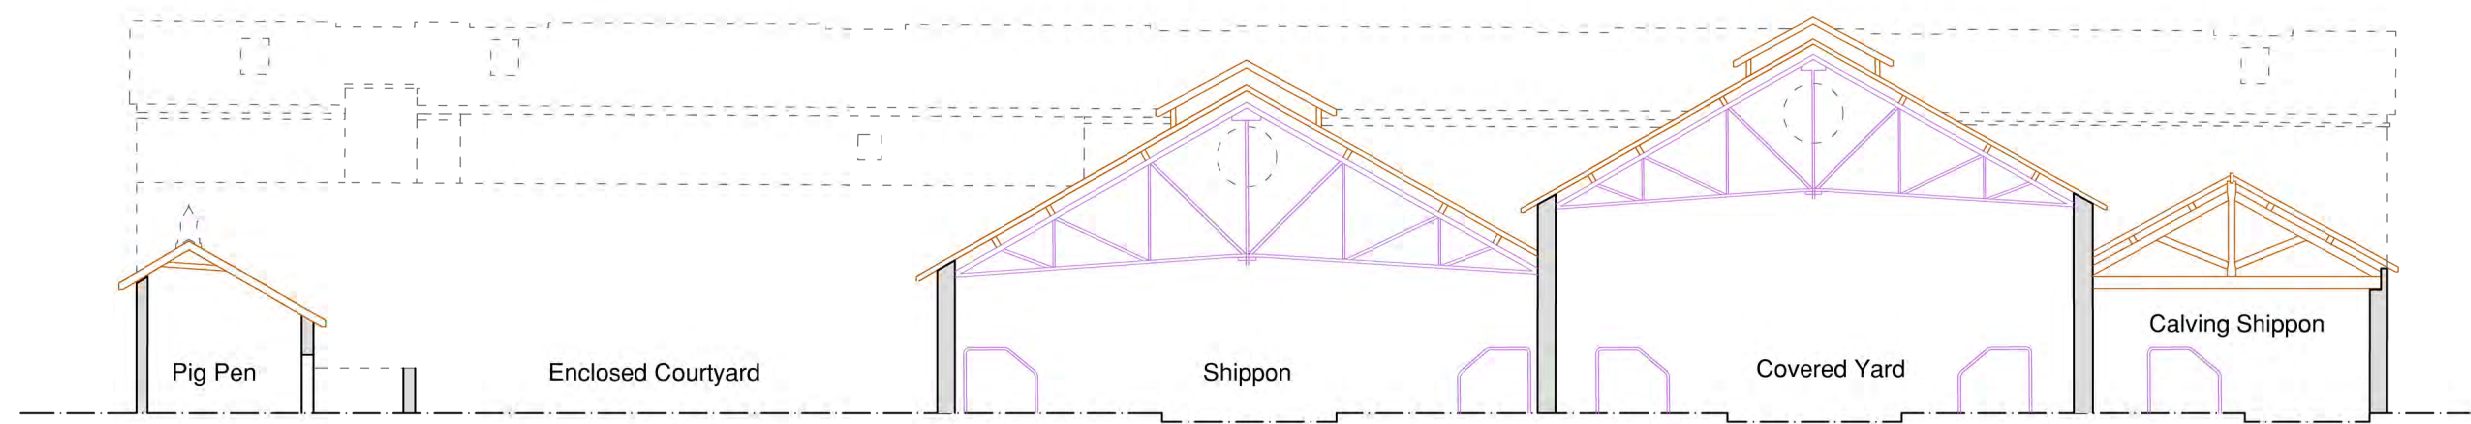 Pig Pen
Enclosed Courtyard
Shippon
Covered Yard
Calving Shippon